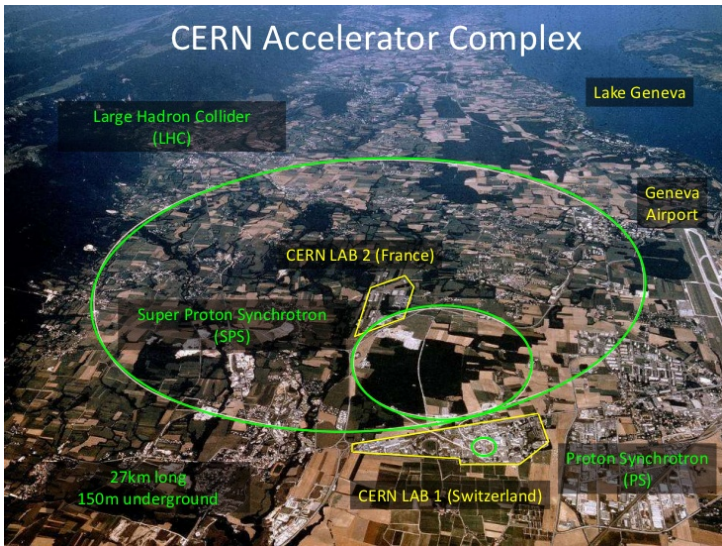 CERN Accelerator Complex
Lake Geneva
Large Hadron Collider
(LHC)
Geneva
Airport
CERN LAB 2 (France)
Super Proton Synchrotron
(SPS)
27km long
150m underground
CERN LAB 1 (Switzerland)
Proton Synchrotron
(PS)